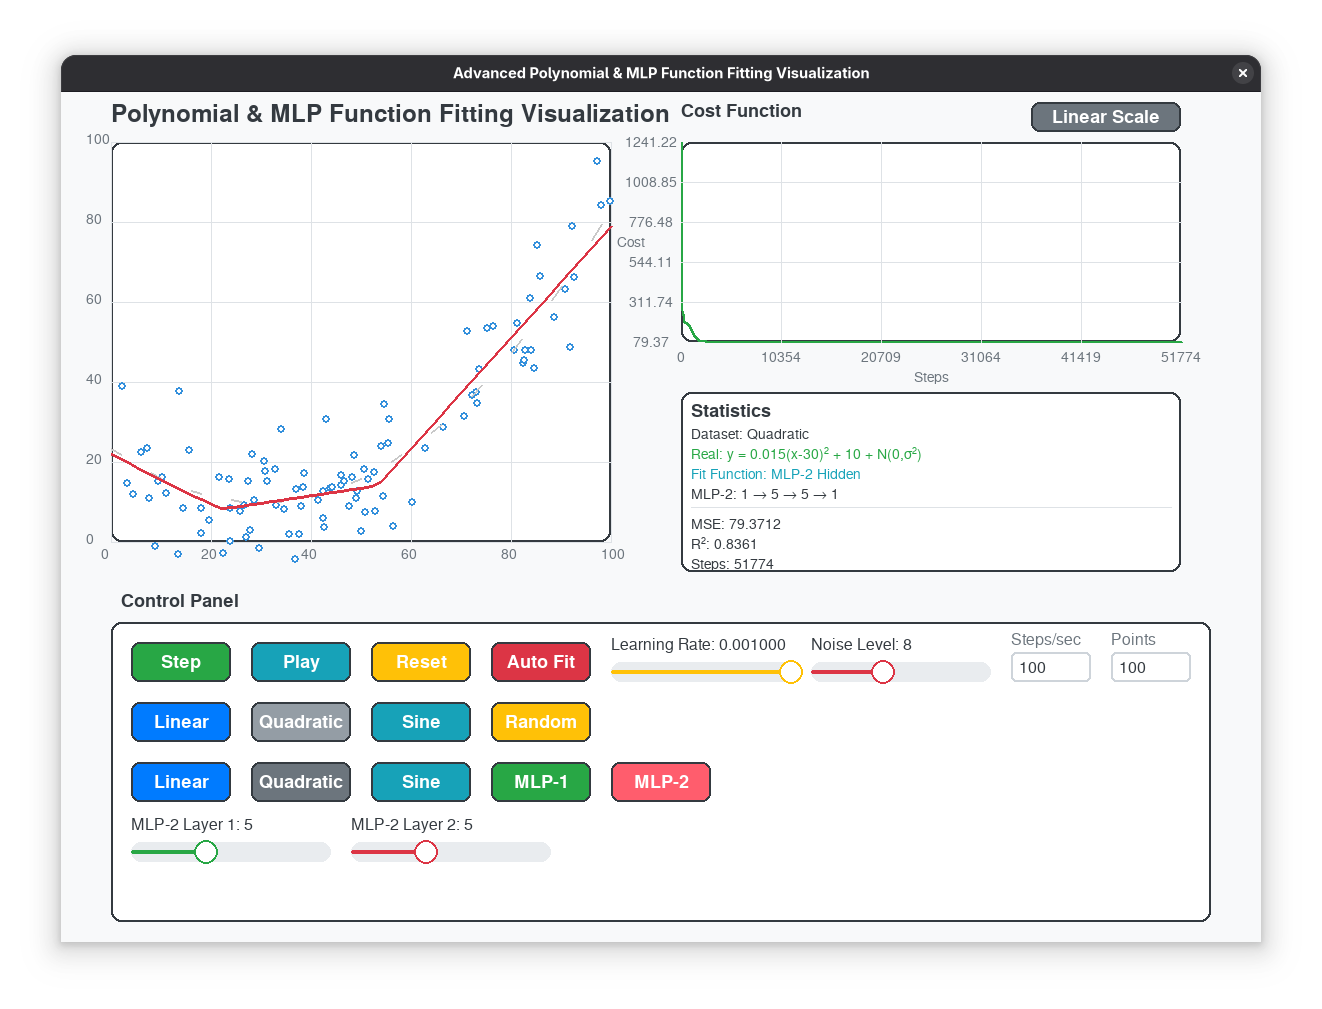 Advanced Polynomial & MLP Function Fitting Visualization
Polynomial & MLP Function Fitting Visualization
100
80
60
40
20
0
0
20
40
60
80
100
Cost Function
Linear Scale
1241.22
1008.85
776.48
Cost
544.11
311.74
79.37
0
10354
20709
31064
41419
51774
Steps
Statistics
Dataset: Quadratic
Real: y = 0.015(x-30)² + 10 + N(0,σ²)
Fit Function: MLP-2 Hidden
MLP-2: 1 → 5 → 5 → 1
MSE: 79.3712
R²: 0.8361
Steps: 51774
Control Panel
Step
Play
Reset
Auto Fit
Learning Rate: 0.001000
Noise Level: 8
Steps/sec
100
Points
100
Linear
Quadratic
Sine
Random
Linear
Quadratic
Sine
MLP-1
MLP-2
MLP-2 Layer 1: 5
MLP-2 Layer 2: 5